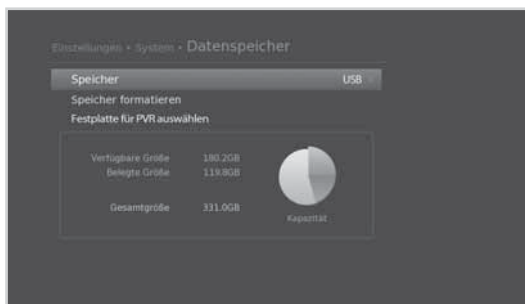 Einstellungen • System • Datenspeicher
Speicher USB
Speicher formatieren
Festplatte für PVR auswählen
Verfügbare Größe 180.2GB
Belegte Größe 119.8GB
Gesamtgröße 331.0GB
Kapazität